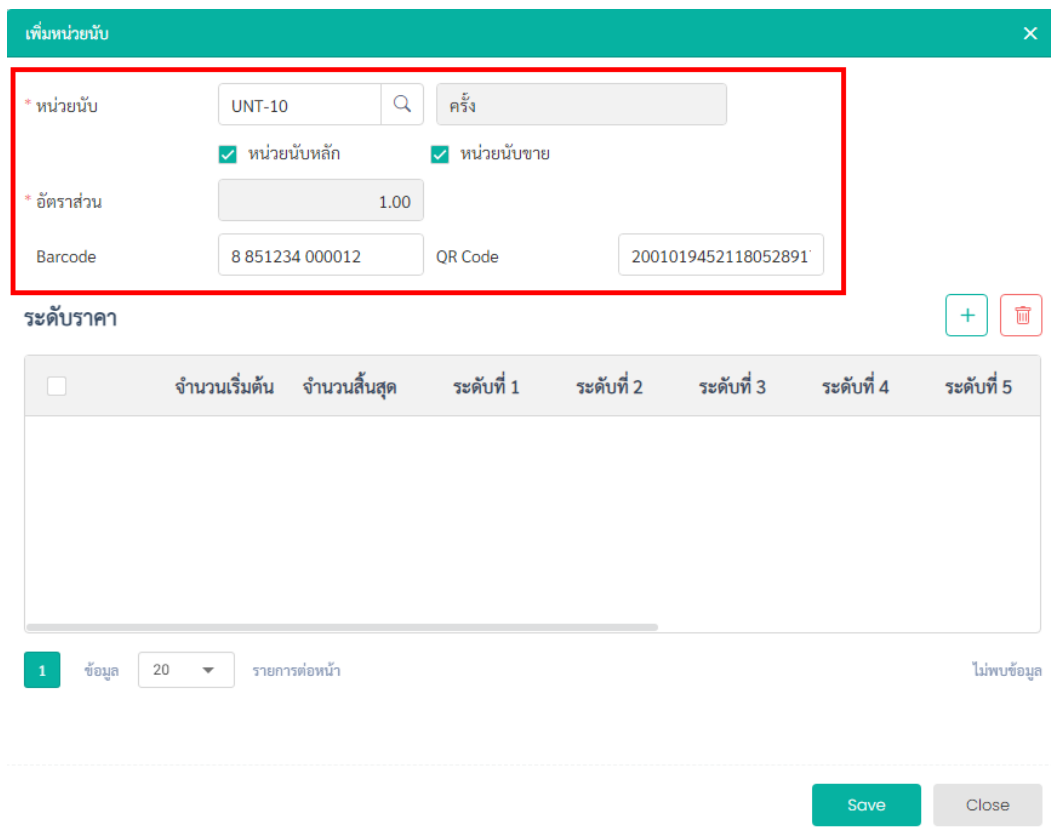 เพิ่มหน่วยนับ
* หน่วยนับ UNT-10 ครั้ง
หน่วยนับหลัก หน่วยนับขาย
* อัตราส่วน 1.00
Barcode 8 851234 000012 QR Code 2001019452118052891
ระดับราคา
จำนวนเริ่มต้น จำนวนสิ้นสุด ระดับที่ 1 ระดับที่ 2 ระดับที่ 3 ระดับที่ 4 ระดับที่ 5
1 ข้อมูล 20 รายการต่อหน้า ไม่พบข้อมูล
Save Close